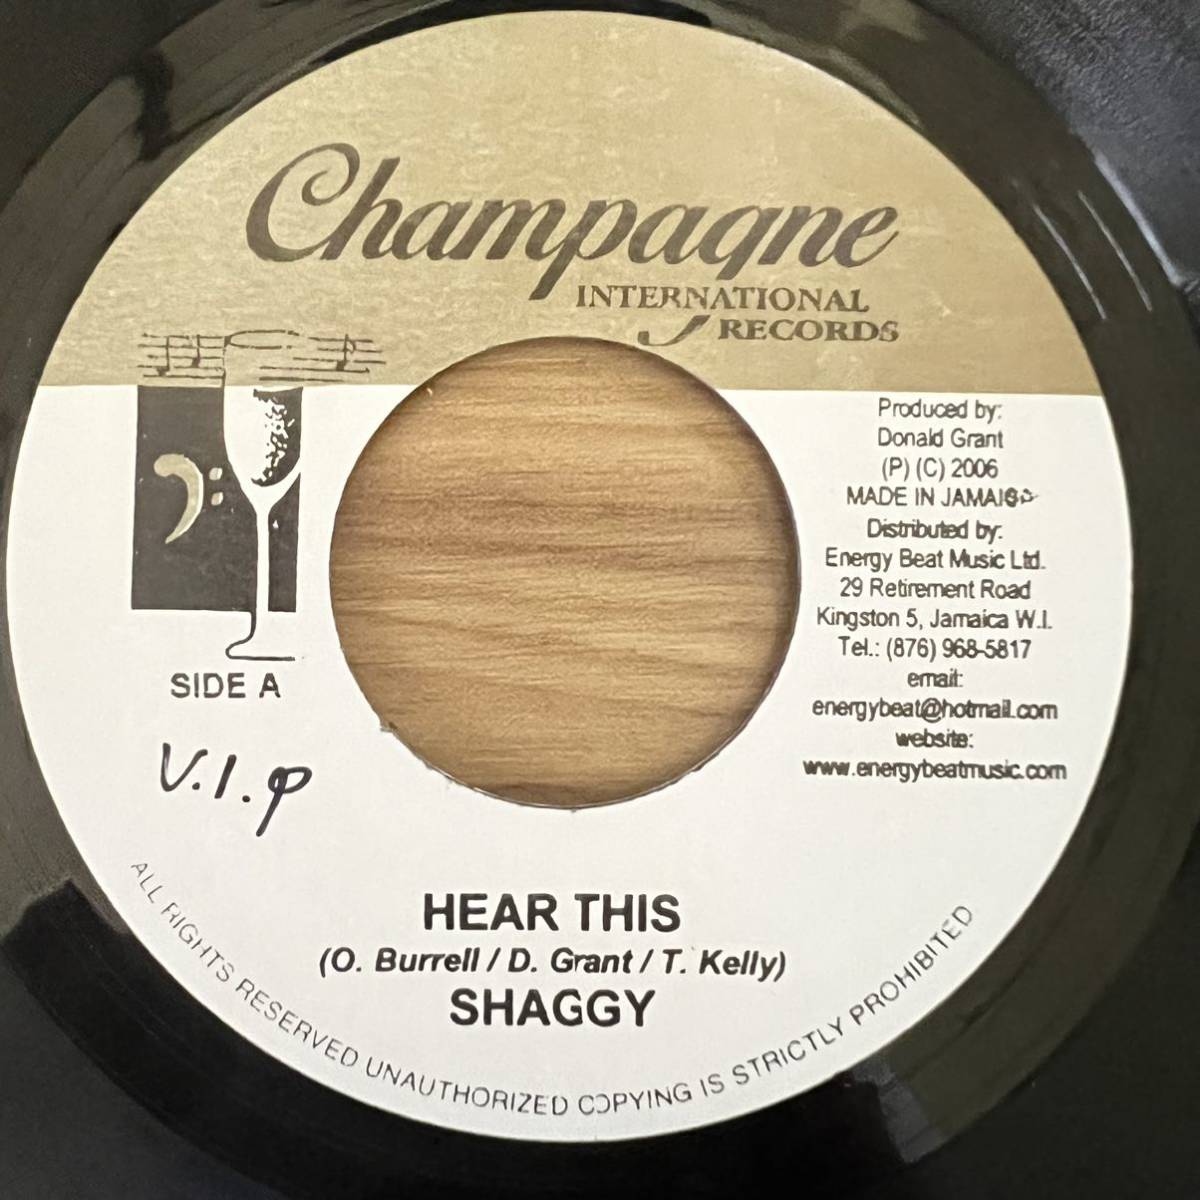 Champagne
INTERNATIONAL
RECORDS
Produced by:
Donald Grant
(P) (C) 2006
MADE IN JAMAICA
Distributed by:
Energy Beat Music Ltd.
29 Retirement Road
Kingston 5, Jamaica W.I.
Tel.: (876) 968-5817
email:
energybeat@hotmail.com
website:
www.energybeatmusic.com
SIDE A
V.I.P
HEAR THIS
(O. Burrell / D. Grant / T. Kelly)
SHAGGY
ALL RIGHTS RESERVED UNAUTHORIZED COPYING IS STRICTLY PROHIBITED